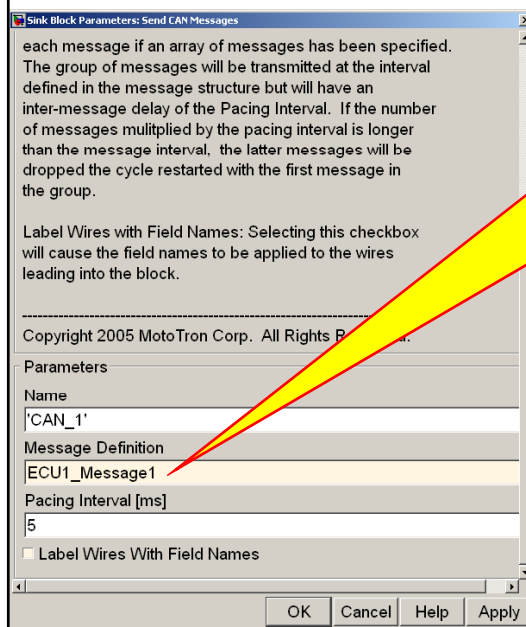 Sink Block Parameters: Send CAN Messages
each message if an array of messages has been specified.
The group of messages will be transmitted at the interval
defined in the message structure but will have an
inter-message delay of the Pacing Interval.  If the number
of messages mulitplied by the pacing interval is longer
than the message interval,  the latter messages will be
dropped the cycle restarted with the first message in
the group.
Label Wires with Field Names: Selecting this checkbox
will cause the field names to be applied to the wires
leading into the block.
--------------------------------------------------------------------------------
Copyright 2005 MotoTron Corp.  All Rights
Parameters
Name
'CAN_1'
Message Definition
ECU1_Message1
Pacing Interval [ms]
5
Label Wires With Field Names
OK Cancel Help Apply